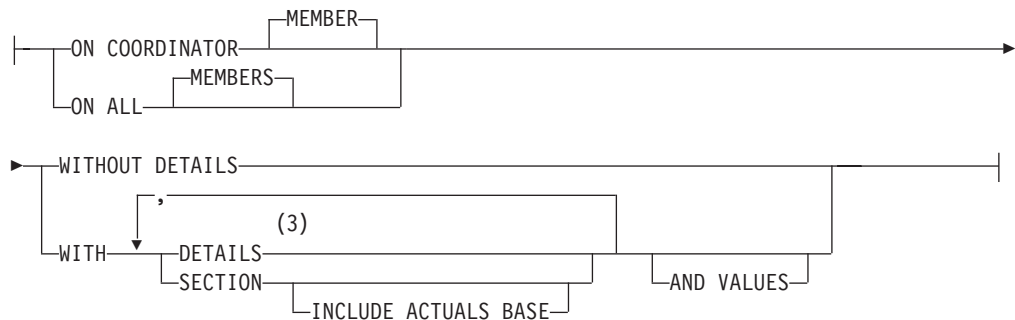 MEMBER
ON COORDINATOR
MEMBERS
ON ALL
WITHOUT DETAILS
,
(3)
WITH DETAILS
SECTION AND VALUES
INCLUDE ACTUALS BASE